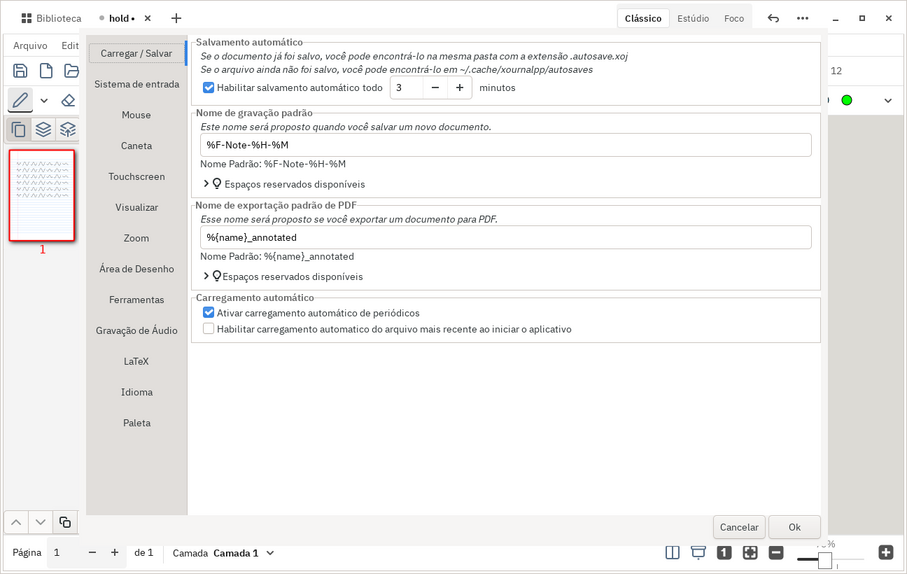 Biblioteca
hold •
Clássico Estúdio Foco
Arquivo
12
Carregar / Salvar
Sistema de entrada
Mouse
Caneta
Touchscreen
Visualizar
Zoom
Área de Desenho
Ferramentas
Gravação de Áudio
LaTeX
Idioma
Paleta
Salvamento automático
Se o documento já foi salvo, você pode encontrá-lo na mesma pasta com a extensão .autosave.xoj
Se o arquivo ainda não foi salvo, você pode encontrá-lo em ~/.cache/xournalpp/autosaves
Habilitar salvamento automático todo 3 minutos
Nome de gravação padrão
Este nome será proposto quando você salvar um novo documento.
%F-Note-%H-%M
Nome Padrão: %F-Note-%H-%M
Espaços reservados disponíveis
Nome de exportação padrão de PDF
Esse nome será proposto se você exportar um documento para PDF.
%{name}_annotated
Nome Padrão: %{name}_annotated
Espaços reservados disponíveis
Carregamento automático
Ativar carregamento automático de periódicos
Habilitar carregamento automatico do arquivo mais recente ao iniciar o aplicativo
1
Cancelar Ok
Página 1 de 1 Camada Camada 1
1